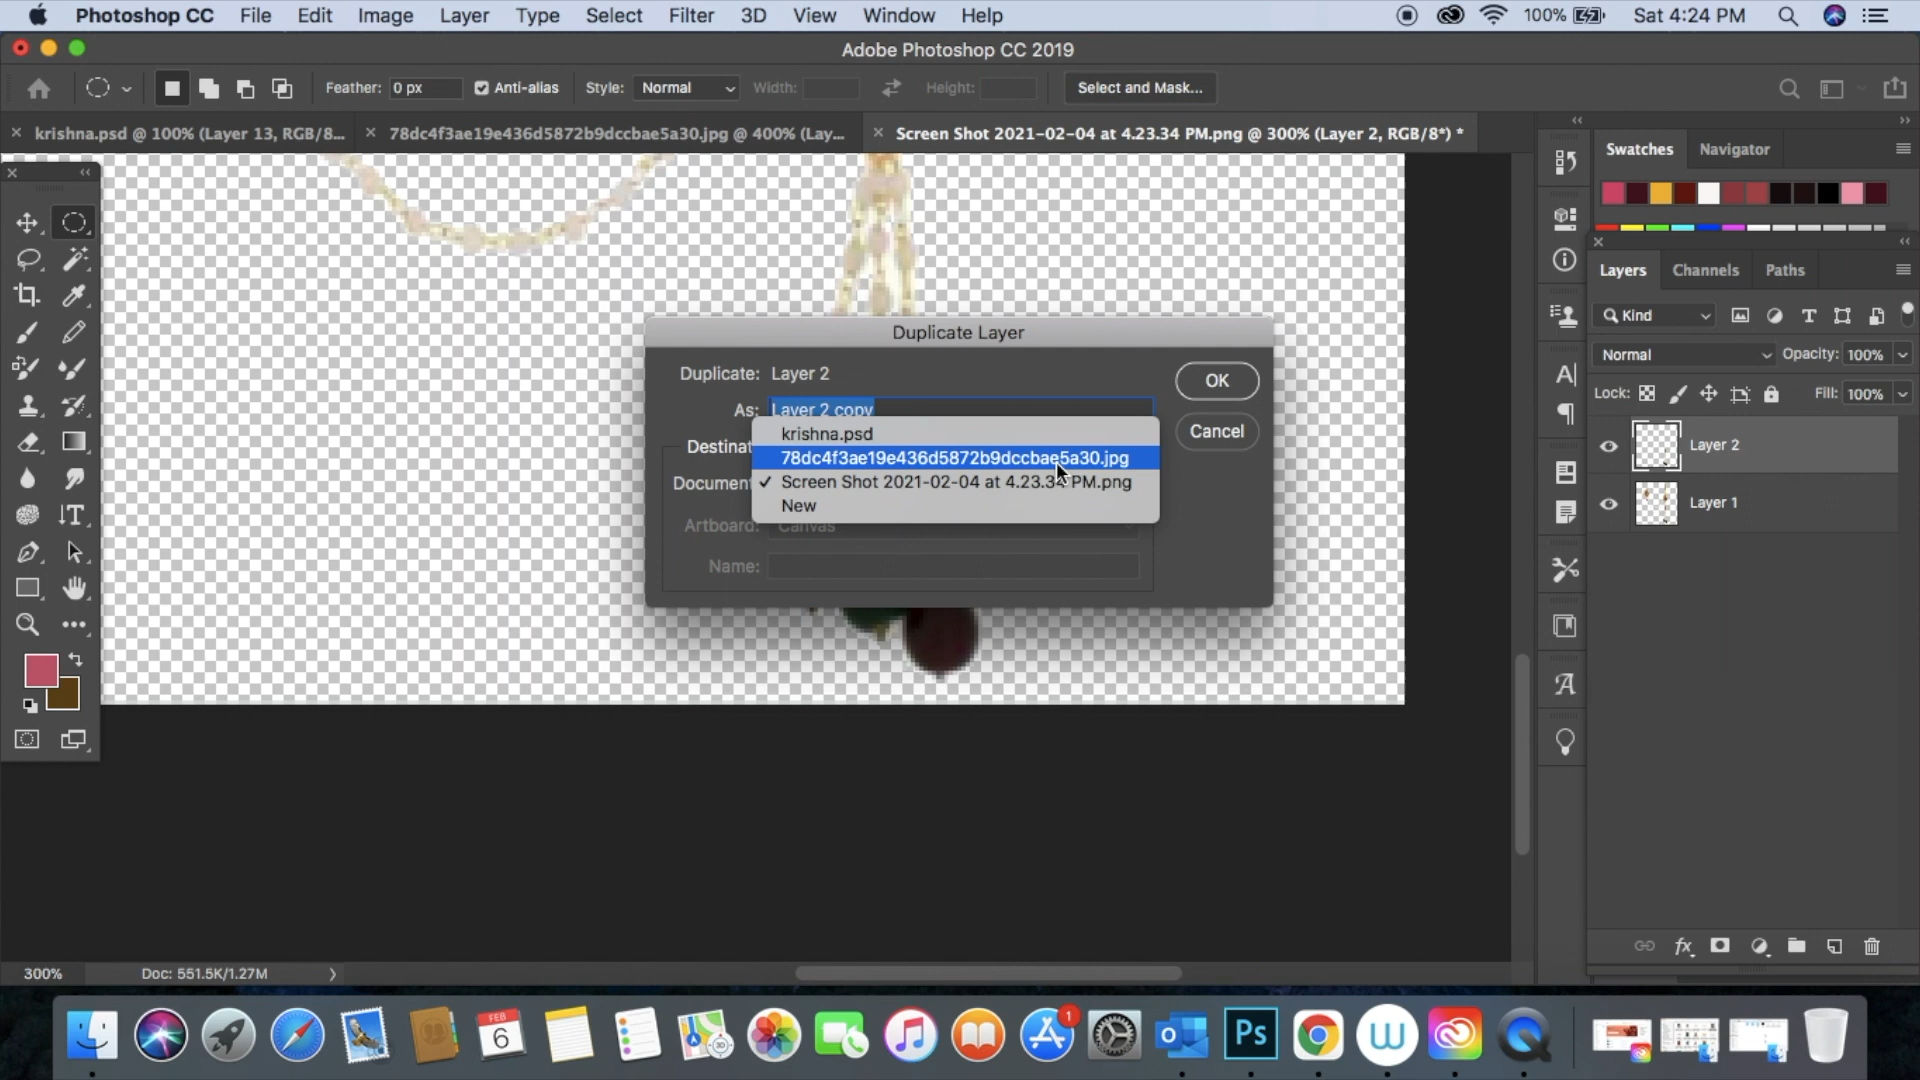 Photoshop CC File Edit Image Layer Type Select Filter 3D View Window Help 100% Sat 4:24 PM
Adobe Photoshop CC 2019
Feather: 0 px Anti-alias Style: Normal Width: Height: Select and Mask...
krishna.psd @ 100% (Layer 13, RGB/8... 78dc4f3ae19e436d5872b9dccbae5a30.jpg @ 400% (Lay... Screen Shot 2021-02-04 at 4.23.34 PM.png @ 300% (Layer 2, RGB/8*) *
Swatches Navigator
Layers Channels Paths
Kind
Normal Opacity: 100%
Lock: Fill: 100%
Layer 2
Layer 1
Duplicate Layer
Duplicate: Layer 2
OK
As: Layer 2 copy
Cancel
krishna.psd
Destinat
78dc4f3ae19e436d5872b9dccbae5a30.jpg
Document
✓ Screen Shot 2021-02-04 at 4.23.34 PM.png
New
Artboard: Canvas
Name:
300% Doc: 551.5K/1.27M
FEB
6
1
Ps